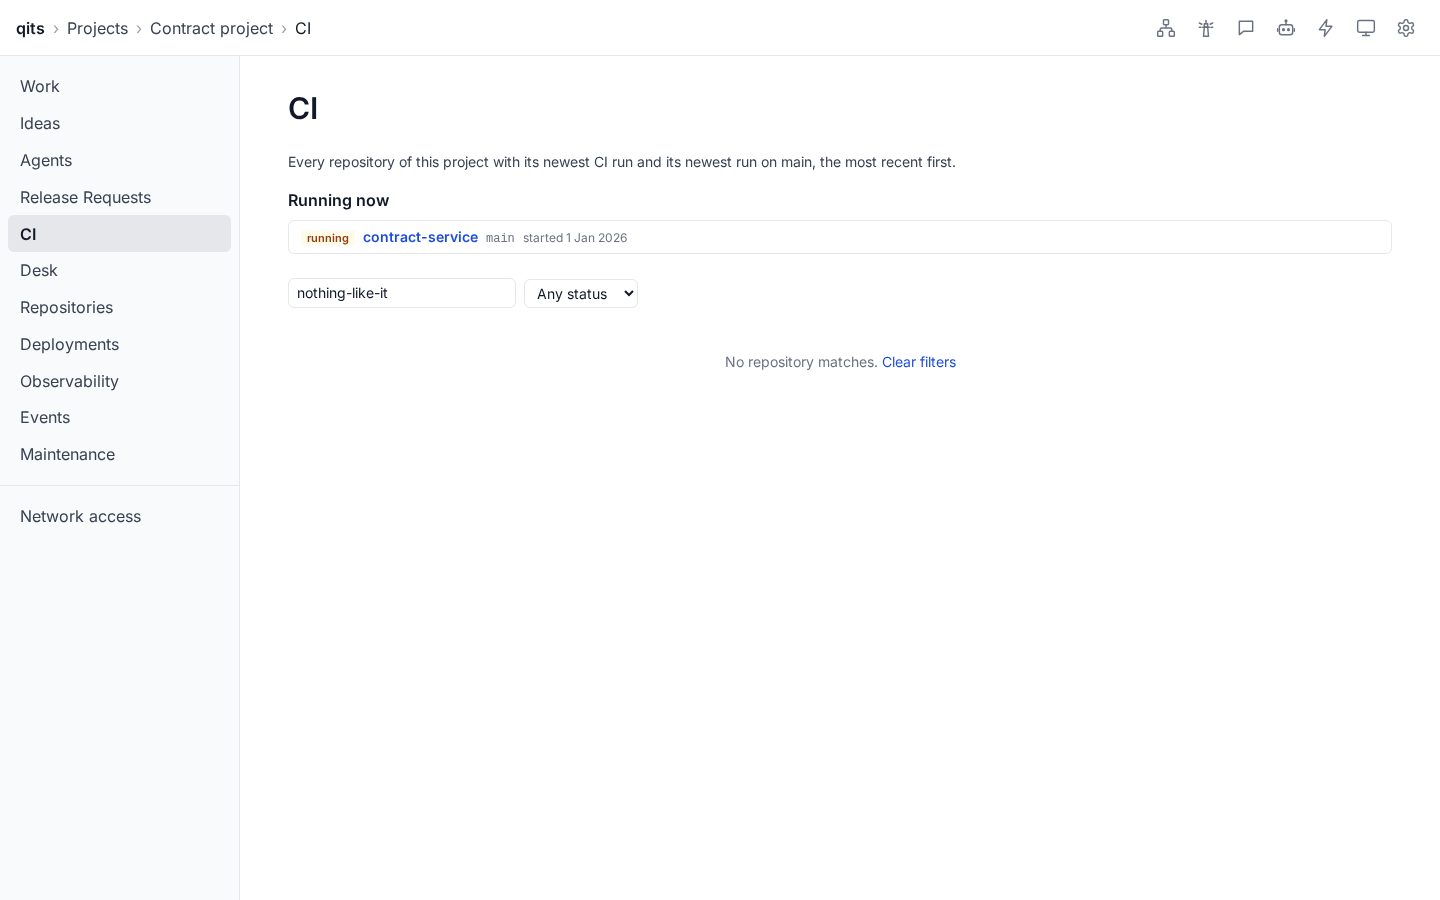 qits › Projects › Contract project › CI
Work
Ideas
Agents
Release Requests
CI
Desk
Repositories
Deployments
Observability
Events
Maintenance
Network access
CI
Every repository of this project with its newest CI run and its newest run on main, the most recent first.
Running now
running contract-service main started 1 Jan 2026
nothing-like-it Any status
No repository matches. Clear filters